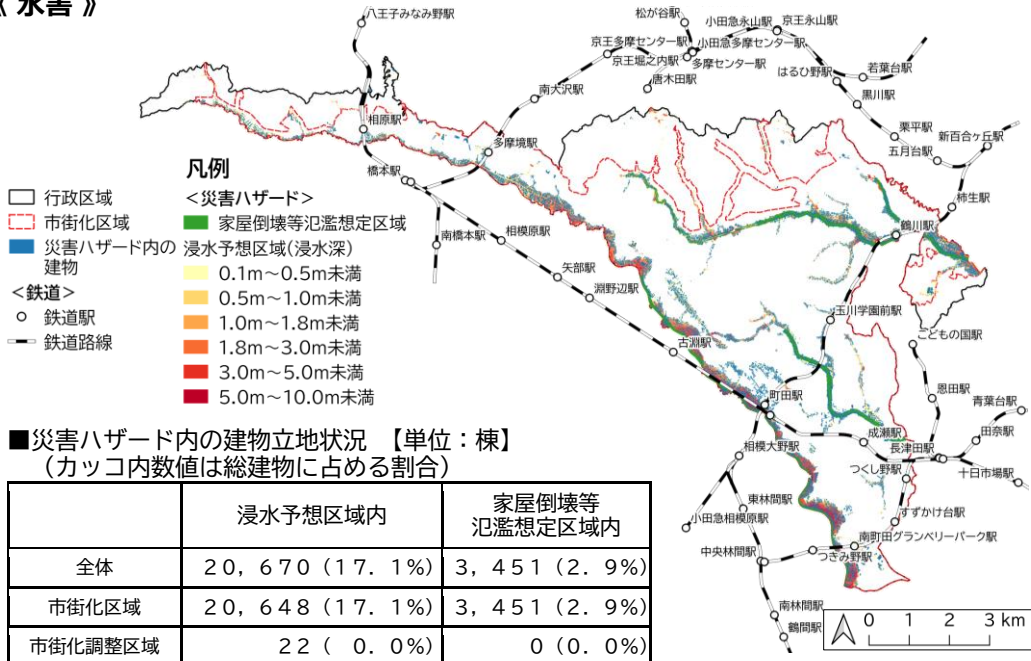 《 水害 》
八王子みなみ野駅
松が谷駅
小田急永山駅
京王永山駅
京王多摩センター駅
小田急多摩センター駅
京王堀之内駅
多摩センター駅
はるひ野駅
若葉台駅
唐木田駅
南大沢駅
黒川駅
栗平駅
新百合ヶ丘駅
五月台駅
相原駅
多摩境駅
橋本駅
柿生駅
鶴川駅
南橋本駅
相模原駅
矢部駅
淵野辺駅
玉川学園前駅
こどもの国駅
古淵駅
恩田駅
町田駅
青葉台駅
成瀬駅
田奈駅
相模大野駅
長津田駅
つくし野駅
十日市場駅
東林間駅
小田急相模原駅
すずかけ台駅
南町田グランベリーパーク駅
中央林間駅
つきみ野駅
南林間駅
鶴間駅
凡例
行政区域
市街化区域
災害ハザード内の
建物
<鉄道>
鉄道駅
鉄道路線
<災害ハザード>
家屋倒壊等氾濫想定区域
浸水予想区域(浸水深)
0.1m～0.5m未満
0.5m～1.0m未満
1.0m～1.8m未満
1.8m～3.0m未満
3.0m～5.0m未満
5.0m～10.0m未満
■災害ハザード内の建物立地状況 【単位：棟】
（カッコ内数値は総建物に占める割合）
浸水予想区域内
家屋倒壊等
氾濫想定区域内
全体 20，670（17．1%） 3，451（2．9%）
市街化区域 20，648（17．1%） 3，451（2．9%）
市街化調整区域 22（ 0．0%） 0（0．0%）
0 1 2 3 km